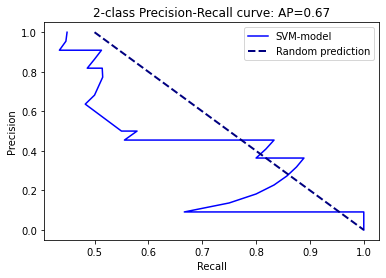 2-class Precision-Recall curve: AP=0.67
SVM-model
Random prediction
Precision
1.0
0.8
0.6
0.4
0.2
0.0
0.5 0.6 0.7 0.8 0.9 1.0
Recall